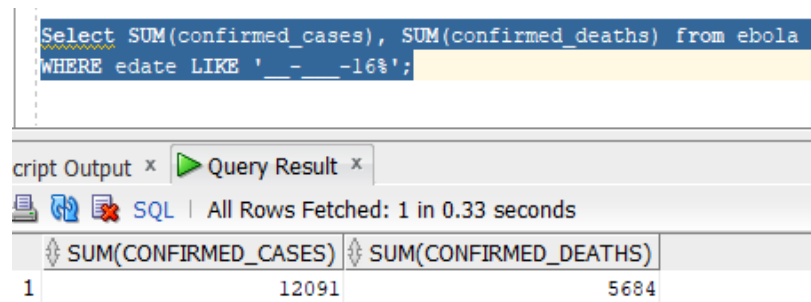 Select SUM(confirmed_cases), SUM(confirmed_deaths) from ebola
WHERE edate LIKE '__-___-16%';
cript Output × Query Result ×
SQL | All Rows Fetched: 1 in 0.33 seconds
SUM(CONFIRMED_CASES) SUM(CONFIRMED_DEATHS)
1 12091 5684